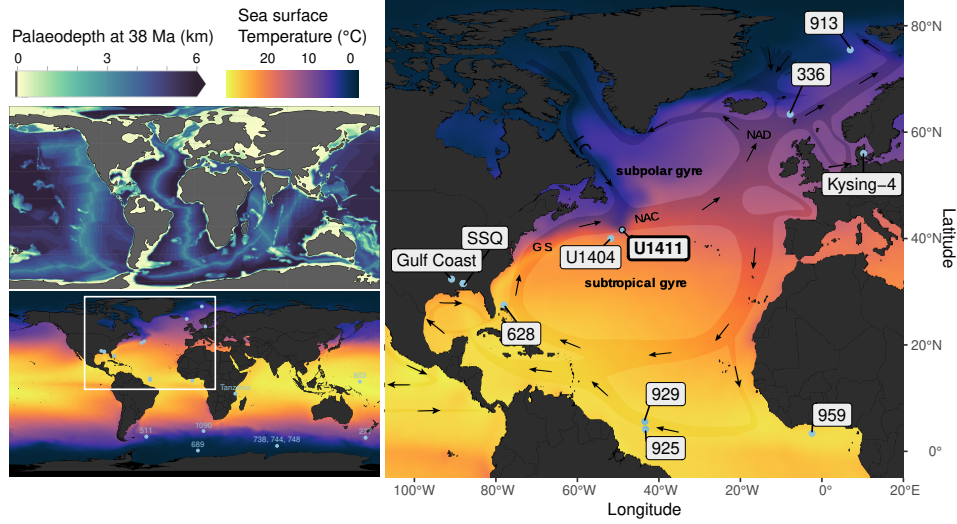 Palaeodepth at 38 Ma (km)
0 3 6
Sea surface
Temperature (°C)
20 10 0
Tanzania
511
1090
689
738, 744, 748
913
336
NAD
Kysing−4
subpolar gyre
LC
NAC
U1411
SSQ
G S
U1404
Gulf Coast
subtropical gyre
628
929
925
959
80°N
60°N
40°N
20°N
0°
Latitude
100°W 80°W 60°W 40°W 20°W 0° 20°E
Longitude